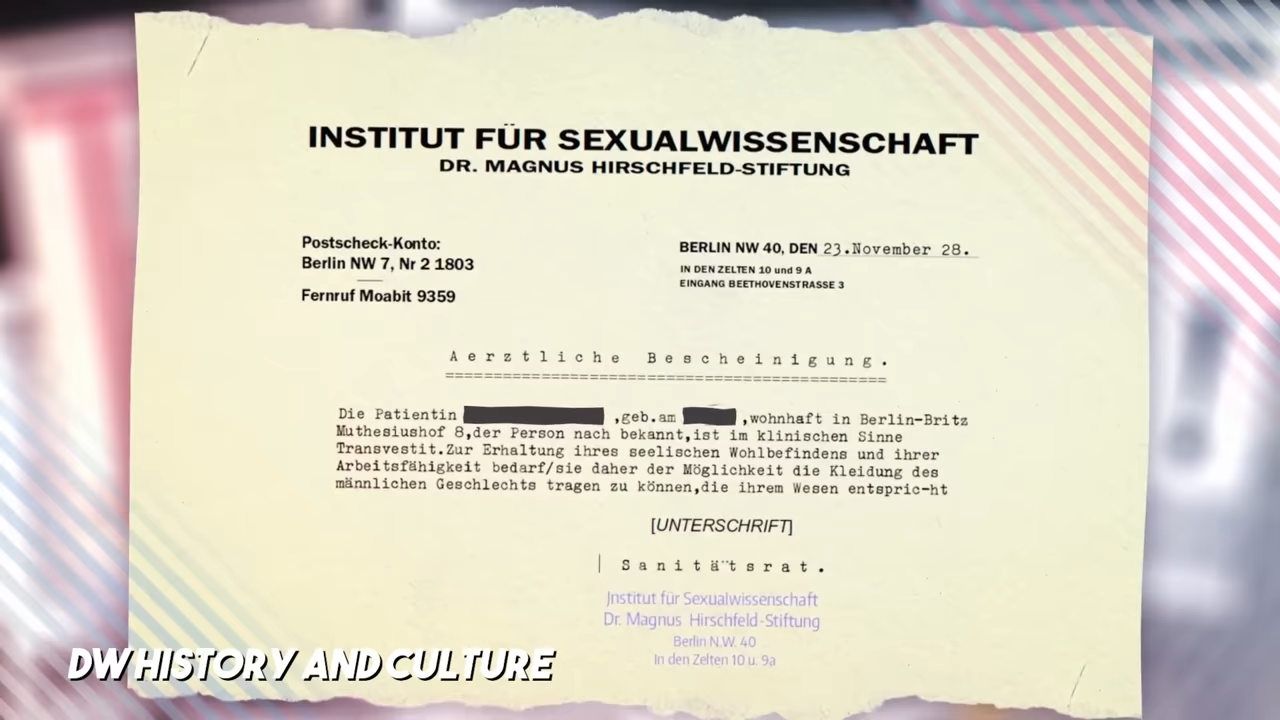 INSTITUT FÜR SEXUALWISSENSCHAFT
DR. MAGNUS HIRSCHFELD-STIFTUNG
Postscheck-Konto:
Berlin NW 7, Nr 2 1803
Fernruf Moabit 9359
BERLIN NW 40, DEN 23.November 28.
IN DEN ZELTEN 10 und 9 A
EINGANG BEETHOVENSTRASSE 3
Aerztliche Bescheinigung.
Die Patientin ,geb.am ,wohnhaft in Berlin-Britz
Muthesiushof 8,der Person nach bekannt,ist im klinischen Sinne
Transvestit.Zur Erhaltung ihres seelischen Wohlbefindens und ihrer
Arbeitsfähigkeit bedarf/sie daher der Möglichkeit die Kleidung des
männlichen Geschlechts tragen zu können,die ihrem Wesen entspric-ht
[UNTERSCHRIFT]
Sanitätsrat.
Institut für Sexualwissenschaft
Dr. Magnus Hirschfeld-Stiftung
Berlin N.W. 40
In den Zelten 10 u. 9a
DW HISTORY AND CULTURE